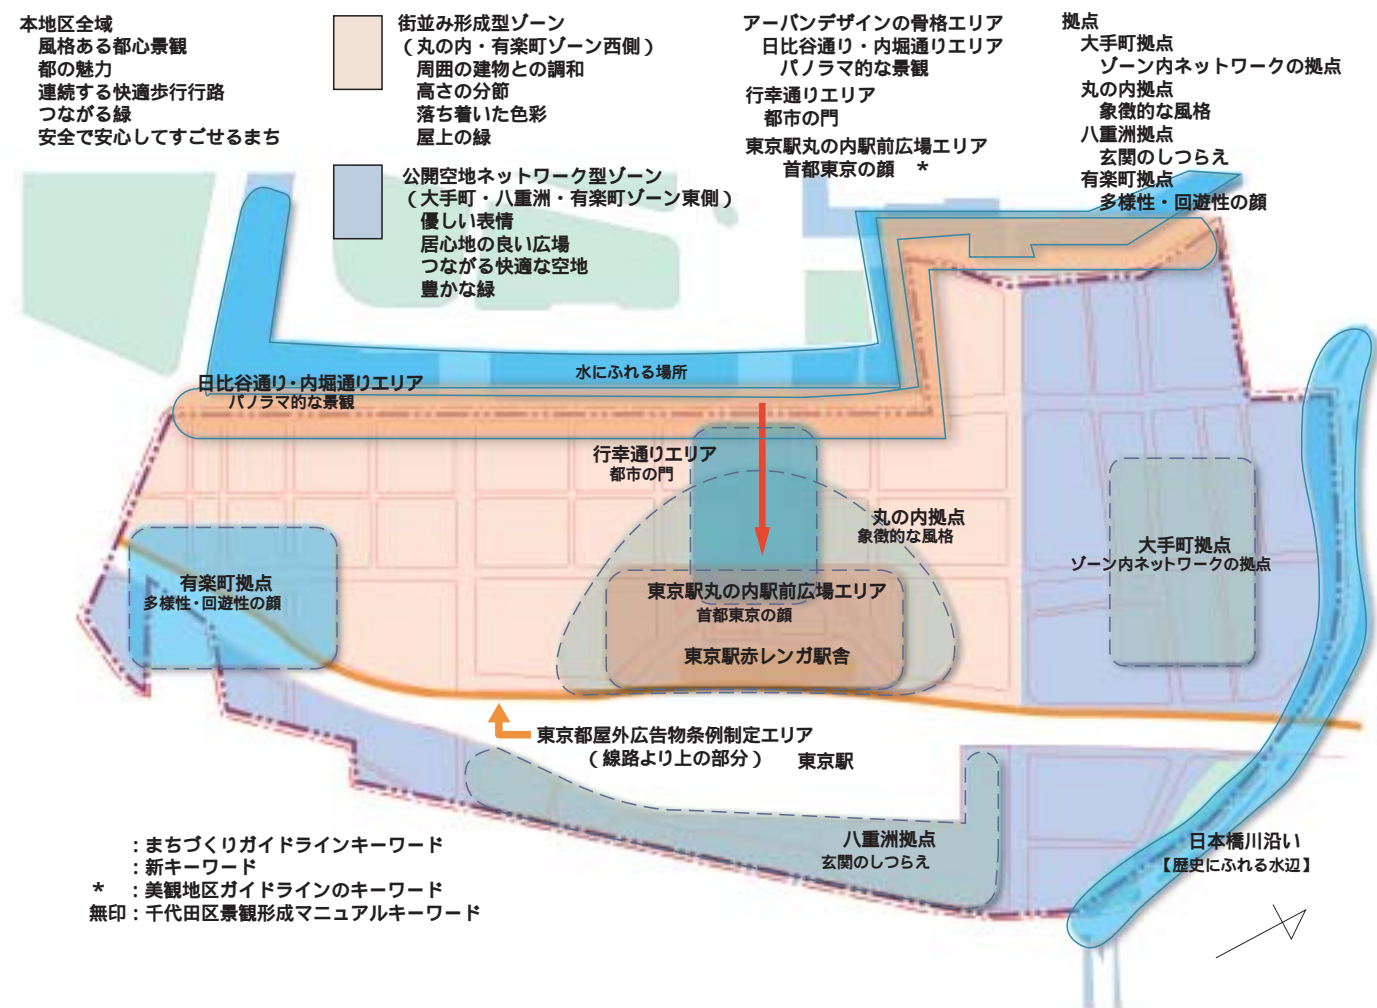 本地区全域
風格ある都心景観
都の魅力
連続する快適歩行行路
つながる緑
安全で安心してすごせるまち
街並み形成型ゾーン
（丸の内・有楽町ゾーン西側）
周囲の建物との調和
高さの分節
落ち着いた色彩
屋上の緑
公開空地ネットワーク型ゾーン
（大手町・八重洲・有楽町ゾーン東側）
優しい表情
居心地の良い広場
つながる快適な空地
豊かな緑
アーバンデザインの骨格エリア
日比谷通り・内堀通りエリア
パノラマ的な景観
行幸通りエリア
都市の門
東京駅丸の内駅前広場エリア
首都東京の顔　*
拠点
大手町拠点
ゾーン内ネットワークの拠点
丸の内拠点
象徴的な風格
八重洲拠点
玄関のしつらえ
有楽町拠点
多様性・回遊性の顔
水にふれる場所
日比谷通り・内堀通りエリア
パノラマ的な景観
行幸通りエリア
都市の門
丸の内拠点
象徴的な風格
大手町拠点
ゾーン内ネットワークの拠点
有楽町拠点
多様性・回遊性の顔
東京駅丸の内駅前広場エリア
首都東京の顔
東京駅赤レンガ駅舎
東京都屋外広告物条例制定エリア
（線路より上の部分）
東京駅
八重洲拠点
玄関のしつらえ
日本橋川沿い
【歴史にふれる水辺】
：まちづくりガイドラインキーワード
：新キーワード
*　：美観地区ガイドラインのキーワード
無印：千代田区景観形成マニュアルキーワード